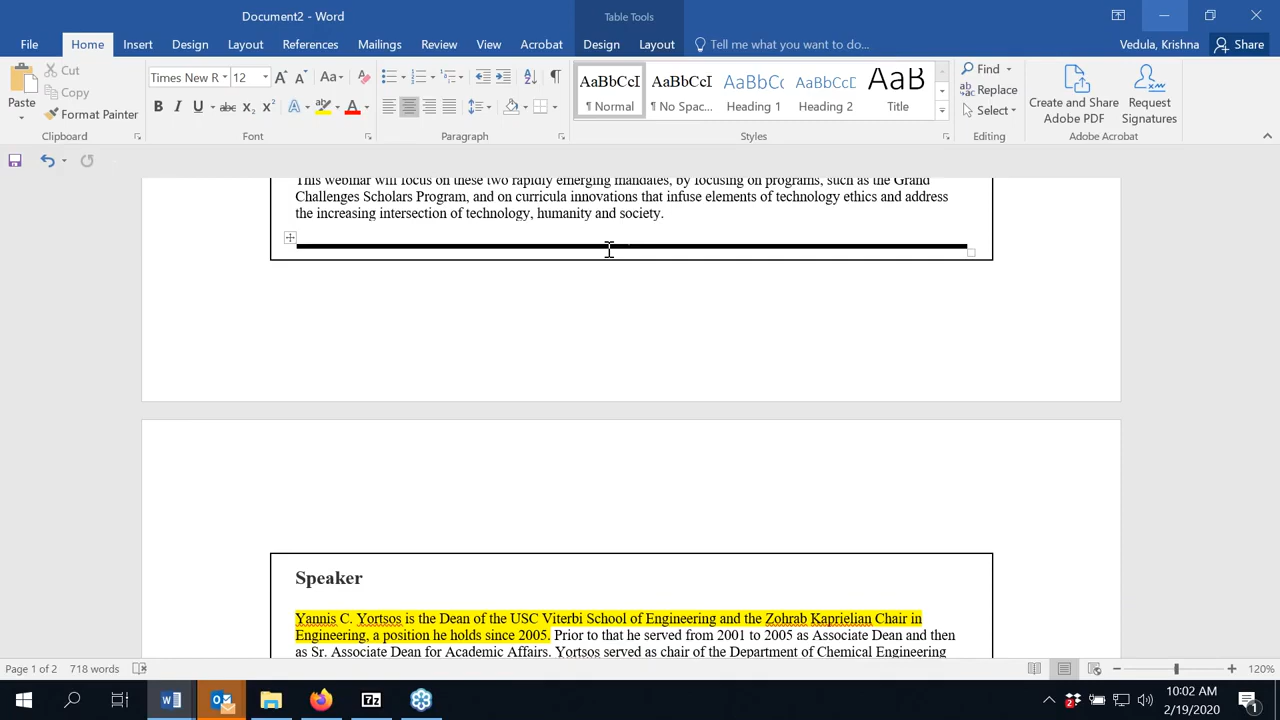 Document2 - Word
Table Tools
File
Home
Insert
Design
Layout
References
Mailings
Review
View
Acrobat
Design
Layout
Tell me what you want to do...
Vedula, Krishna
Share
Paste
Cut
Copy
Format Painter
Clipboard
Times New R
12
Font
Paragraph
AaBbCcI
¶ Normal
AaBbCcI
¶ No Spac...
AaBbCc
Heading 1
AaBbCcD
Heading 2
AaB
Title
Styles
Find
Replace
Select
Editing
Create and Share
Adobe PDF
Request
Signatures
Adobe Acrobat
This webinar will focus on these two rapidly emerging mandates, by focusing on programs, such as the Grand
Challenges Scholars Program, and on curricula innovations that infuse elements of technology ethics and address
the increasing intersection of technology, humanity and society.
Speaker
Yannis C. Yortsos is the Dean of the USC Viterbi School of Engineering and the Zohrab Kaprielian Chair in
Engineering, a position he holds since 2005. Prior to that he served from 2001 to 2005 as Associate Dean and then
as Sr. Associate Dean for Academic Affairs. Yortsos served as chair of the Department of Chemical Engineering
Page 1 of 2
718 words
120%
10:02 AM
2/19/2020